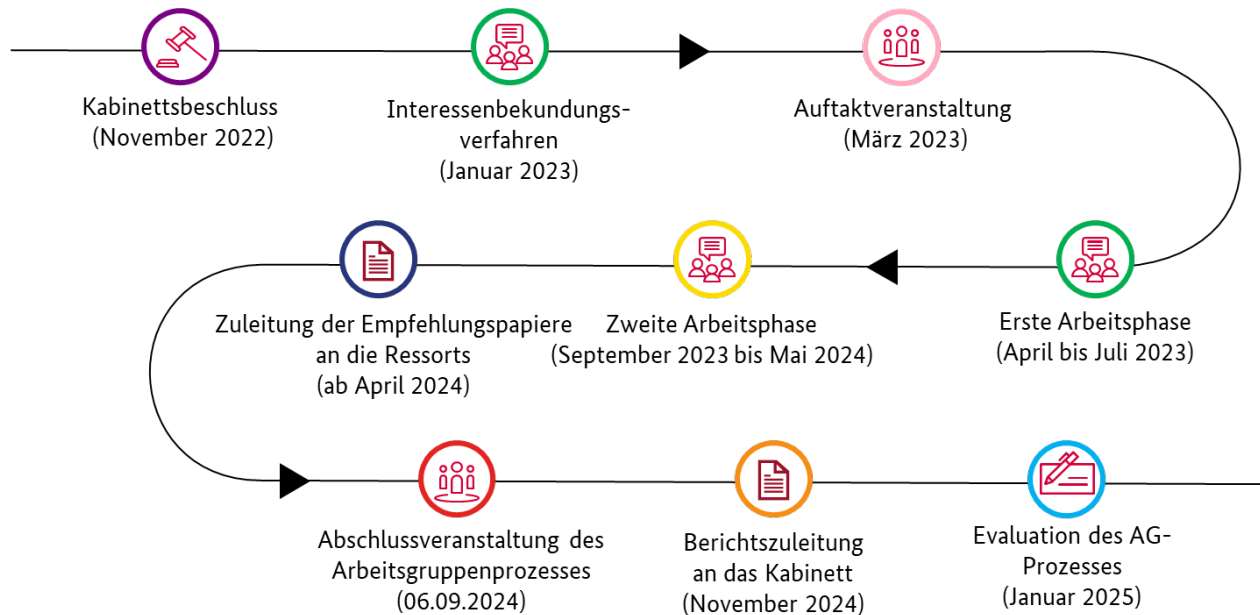 Kabinettsbeschluss
(November 2022)
Interessenbekundungs-
verfahren
(Januar 2023)
Auftaktveranstaltung
(März 2023)
Erste Arbeitsphase
(April bis Juli 2023)
Zweite Arbeitsphase
(September 2023 bis Mai 2024)
Zuleitung der Empfehlungspapiere
an die Ressorts
(ab April 2024)
Abschlussveranstaltung des
Arbeitsgruppenprozesses
(06.09.2024)
Berichtszuleitung
an das Kabinett
(November 2024)
Evaluation des AG-
Prozesses
(Januar 2025)